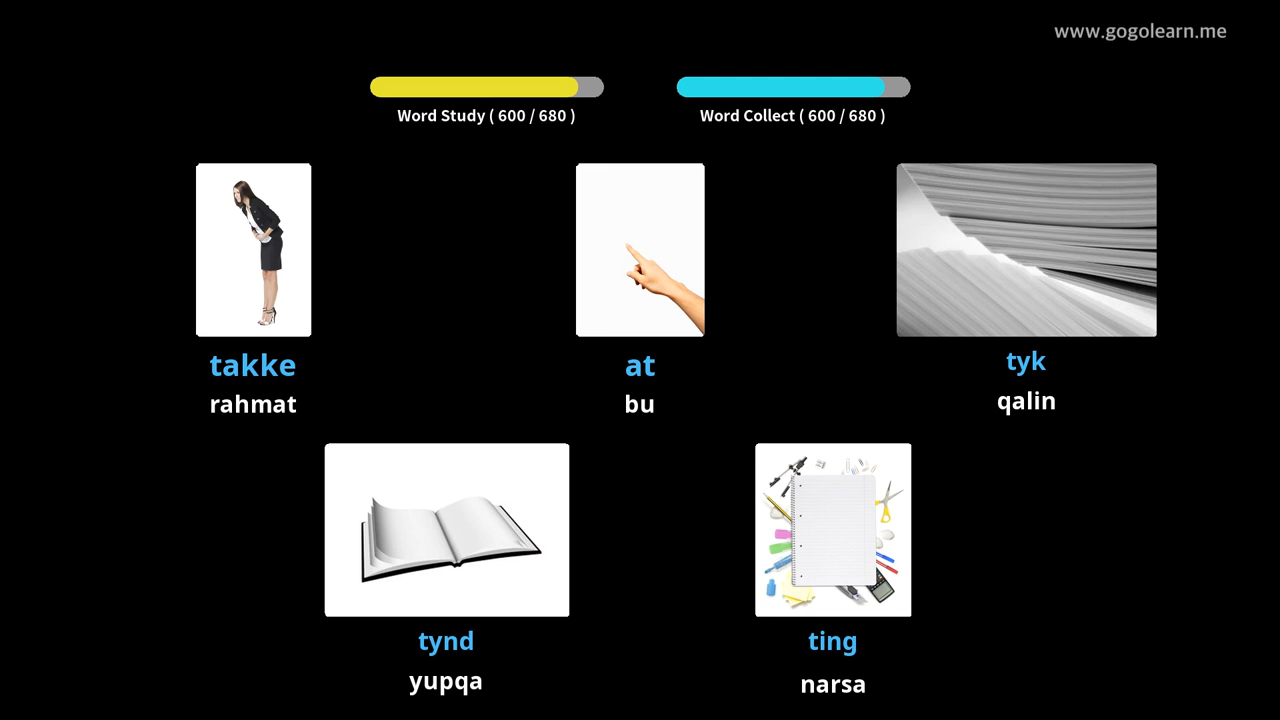 www.gogolearn.me
Word Study ( 600 / 680 )
Word Collect ( 600 / 680 )
takke
rahmat
at
bu
tyk
qalin
tynd
yupqa
ting
narsa